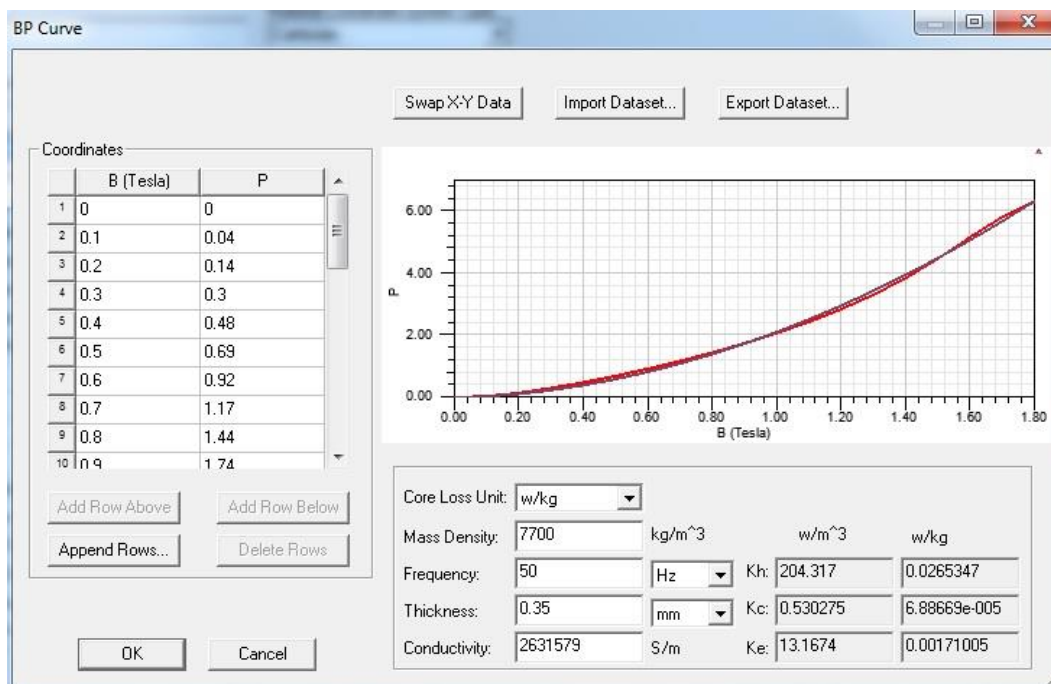 BP Curve
Swap X-Y Data Import Dataset... Export Dataset...
Coordinates
B (Tesla) P
1 0 0
2 0.1 0.04
3 0.2 0.14
4 0.3 0.3
5 0.4 0.48
6 0.5 0.69
7 0.6 0.92
8 0.7 1.17
9 0.8 1.44
10 0.9 1.74
Add Row Above Add Row Below
Append Rows... Delete Rows
OK Cancel
P
6.00
4.00
2.00
0.00
0.00 0.20 0.40 0.60 0.80 1.00 1.20 1.40 1.60 1.80
B (Tesla)
Core Loss Unit: w/kg
Mass Density: 7700 kg/m^3 w/m^3 w/kg
Frequency: 50 Hz Kh: 204.317 0.0265347
Thickness: 0.35 mm Kc: 0.530275 6.88669e-005
Conductivity: 2631579 S/m Ke: 13.1674 0.00171005